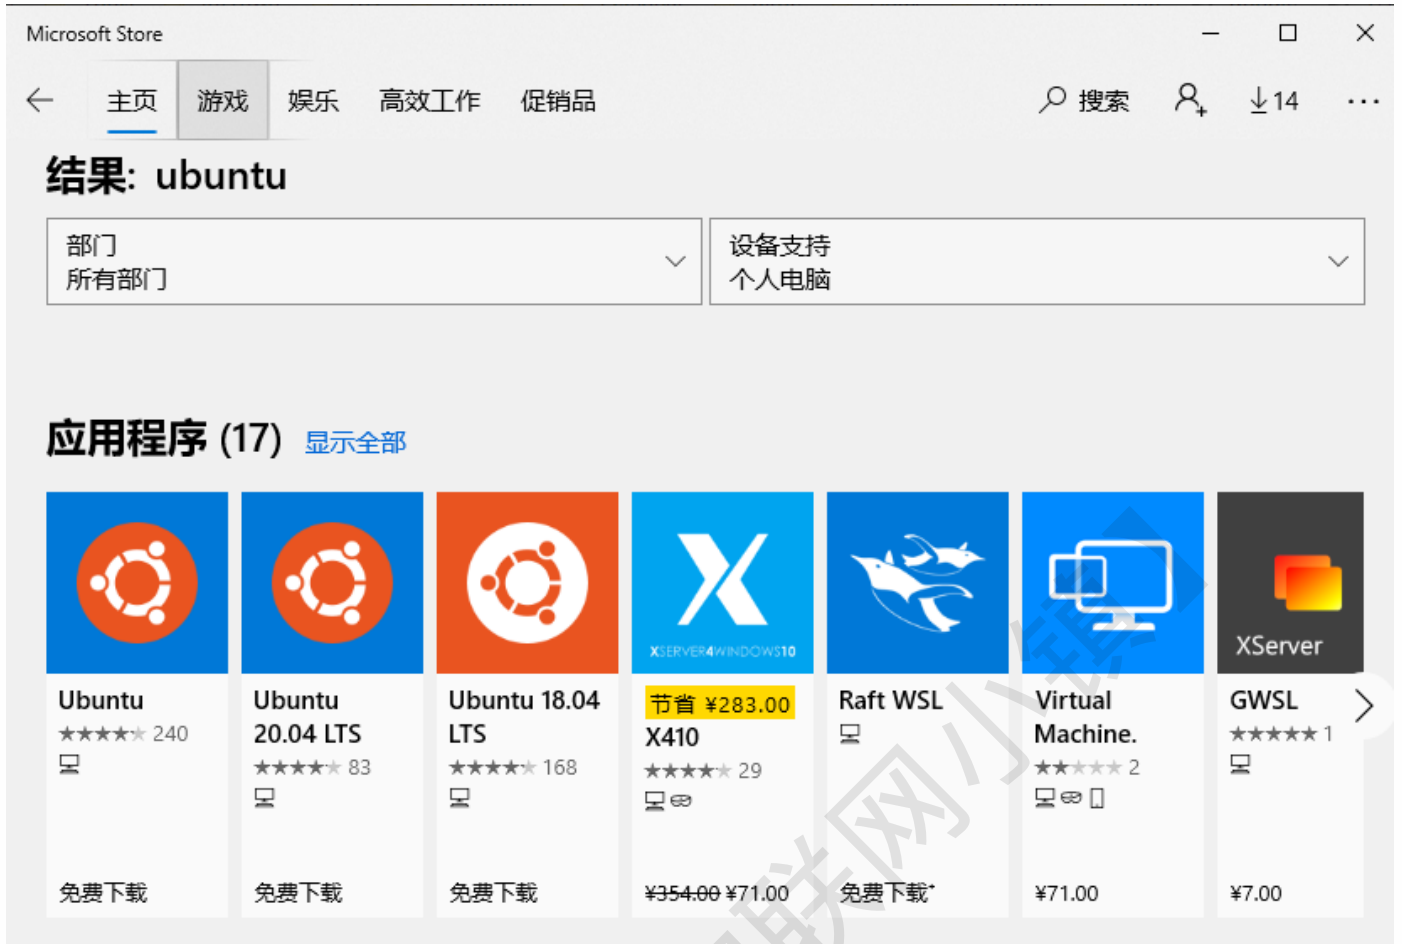 Microsoft Store
主页 游戏 娱乐 高效工作 促销品 搜索 14
结果: ubuntu
部门
所有部门
设备支持
个人电脑
应用程序 (17) 显示全部
XSERVER4WINDOWS10
XServer
Ubuntu
240
免费下载
Ubuntu
20.04 LTS
83
免费下载
Ubuntu 18.04
LTS
168
免费下载
节省 ¥283.00
X410
29
¥354.00 ¥71.00
Raft WSL
免费下载+
Virtual
Machine.
2
¥71.00
GWSL
1
¥7.00
联网小镇】